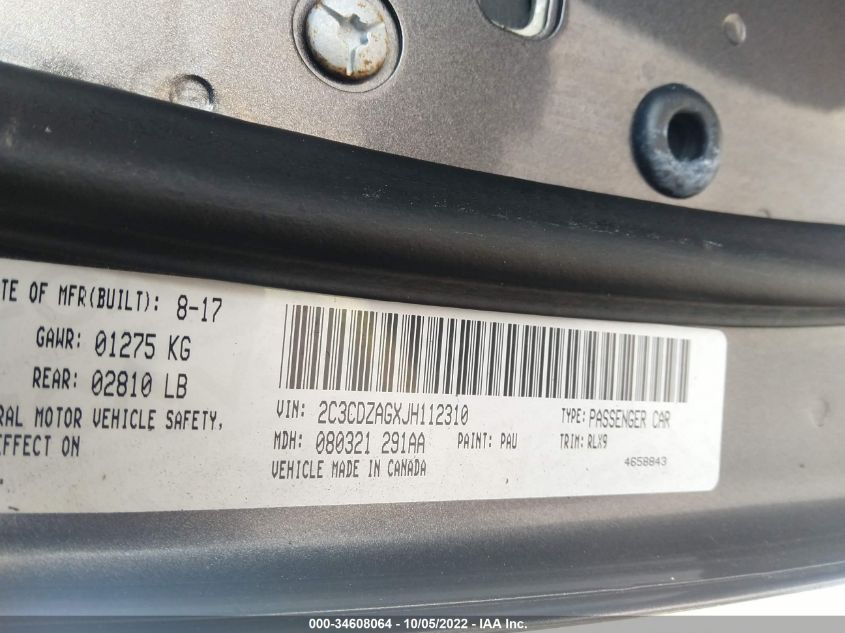 TE OF MFR(BUILT): 8-17
GAWR: 01275 KG
REAR: 02810 LB
RAL MOTOR VEHICLE SAFETY,
EFFECT ON
VIN: 2C3CDZAGXJH112310
TYPE: PASSENGER CAR
MDH: 080321 291AA
PAINT: PAU
TRIM: RLX9
VEHICLE MADE IN CANADA
4658843
000-34608064 - 10/05/2022 - IAA Inc.